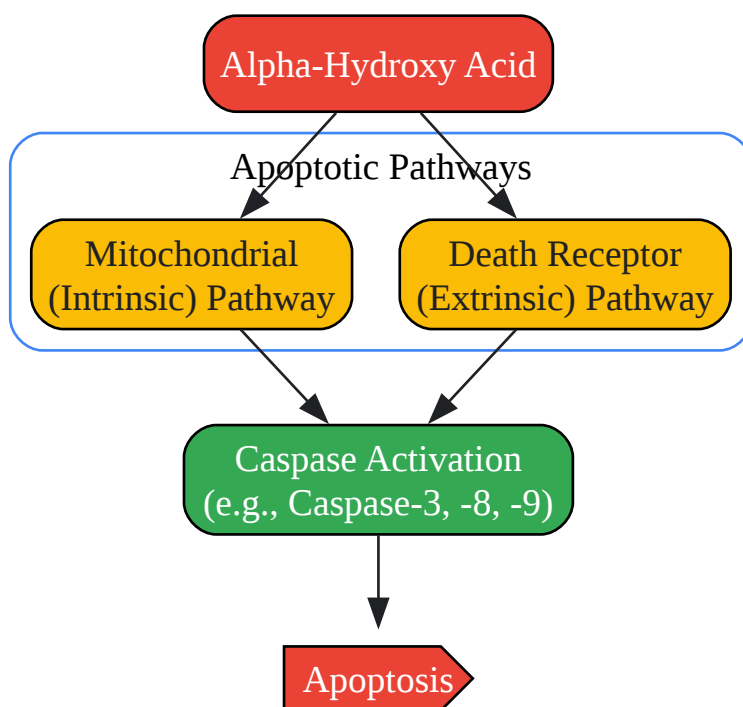 Alpha-Hydroxy Acid
Apoptotic Pathways
Mitochondrial
(Intrinsic) Pathway
Death Receptor
(Extrinsic) Pathway
Caspase Activation
(e.g., Caspase-3, -8, -9)
Apoptosis